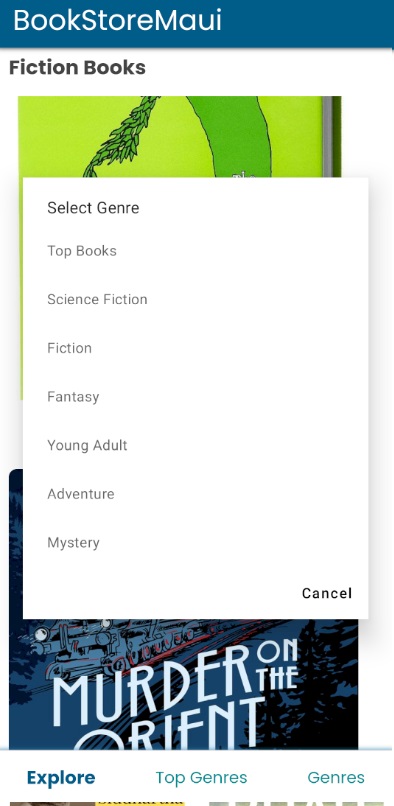 BookStoreMaui
Fiction Books
Select Genre
Top Books
Science Fiction
Fiction
Fantasy
Young Adult
Adventure
Mystery
Cancel
MURDER ON
THE
ORIENT
Explore
Top Genres
Genres